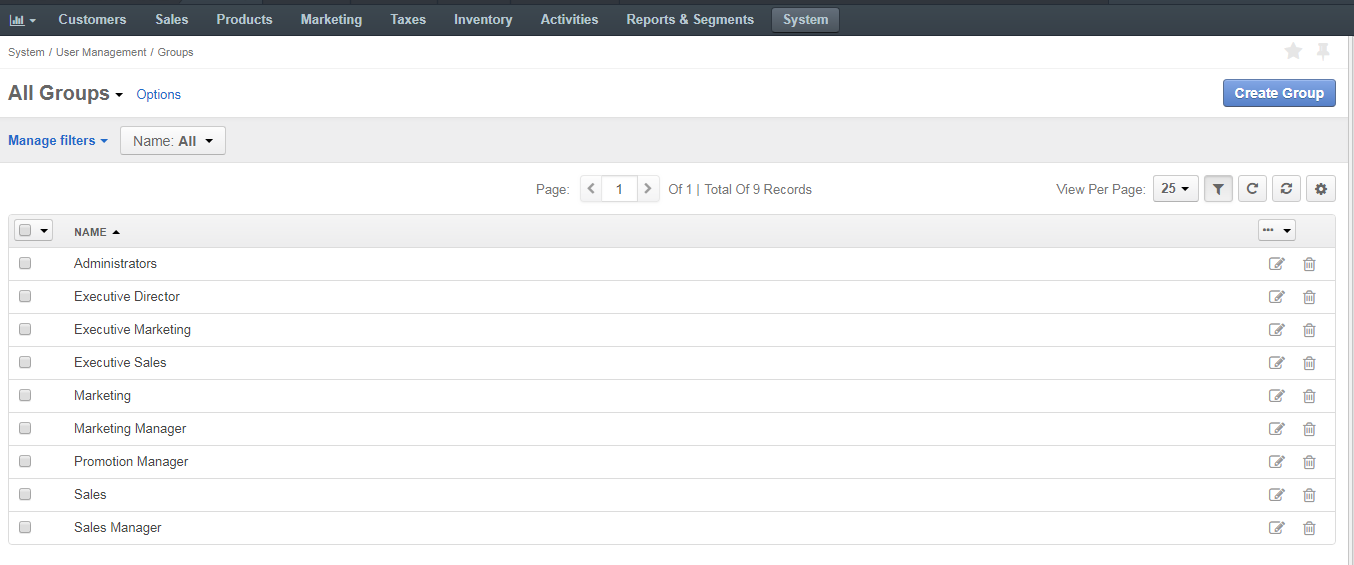 Customers Sales Products Marketing Taxes Inventory Activities Reports & Segments System
System / User Management / Groups
All Groups Options Create Group
Manage filters Name: All
Page: 1 Of 1 | Total Of 9 Records View Per Page: 25
NAME
Administrators
Executive Director
Executive Marketing
Executive Sales
Marketing
Marketing Manager
Promotion Manager
Sales
Sales Manager